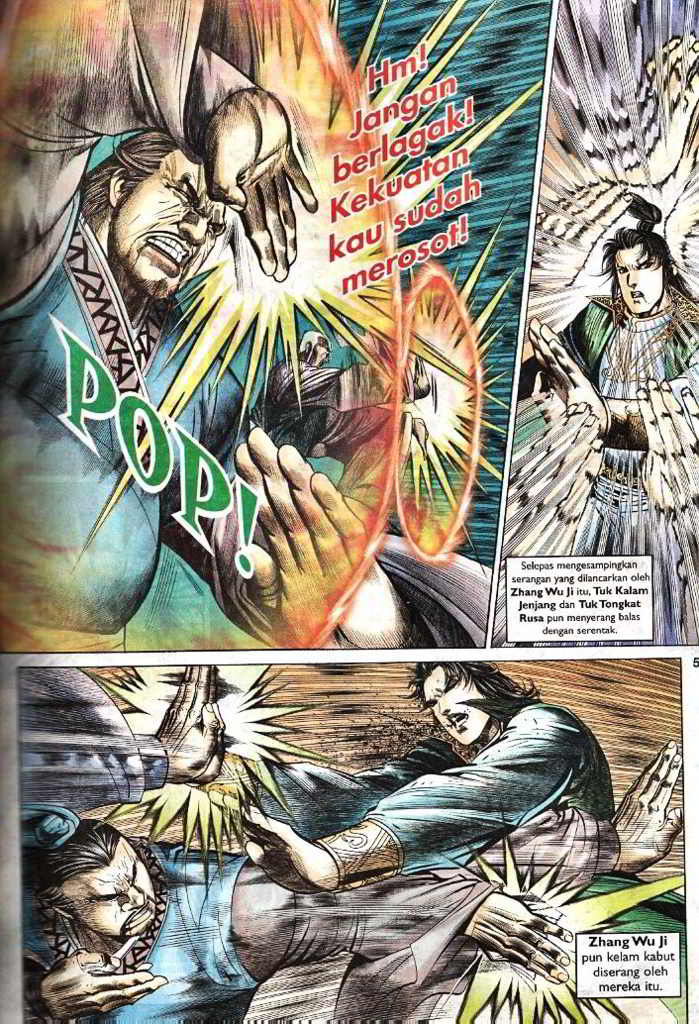 Hm!
Jangan
berlagak!
Kekuatan
kau sudah
merosot!
POP!
Selepas mengesampingkan
serangan yang dilancarkan oleh
Zhang Wu Ji itu, Tuk Kalam
Jenjang dan Tuk Tongkat
Rusa pun menyerang balas
dengan serentak.
5
Zhang Wu Ji
pun kelam kabut
diserang oleh
mereka itu.